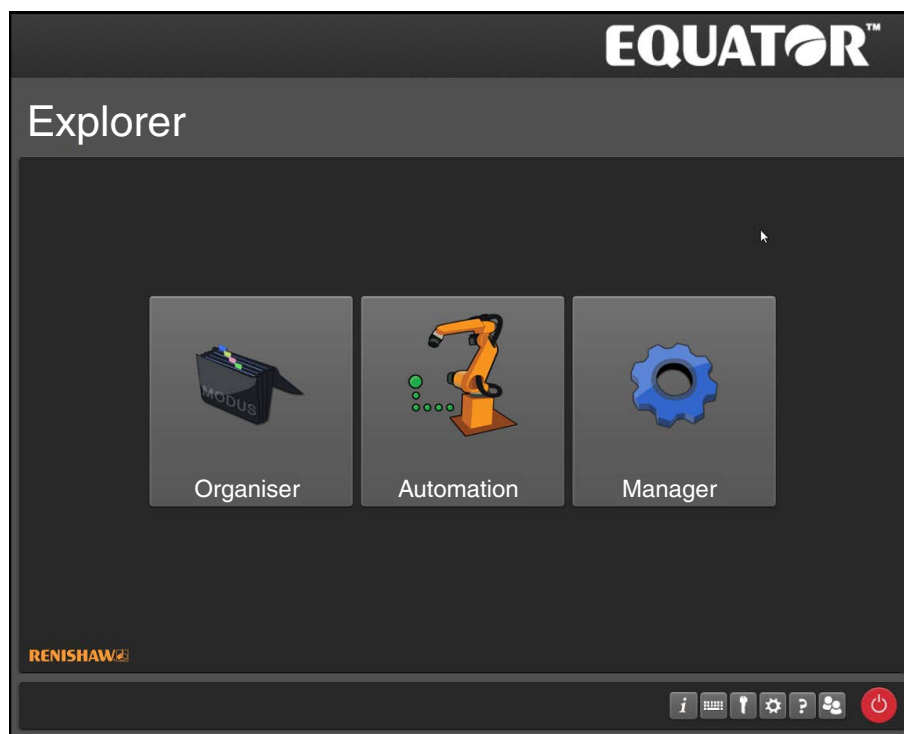 EQUATOR™
Explorer
MODUS
Organiser
Automation
Manager
RENISHAW
i
?